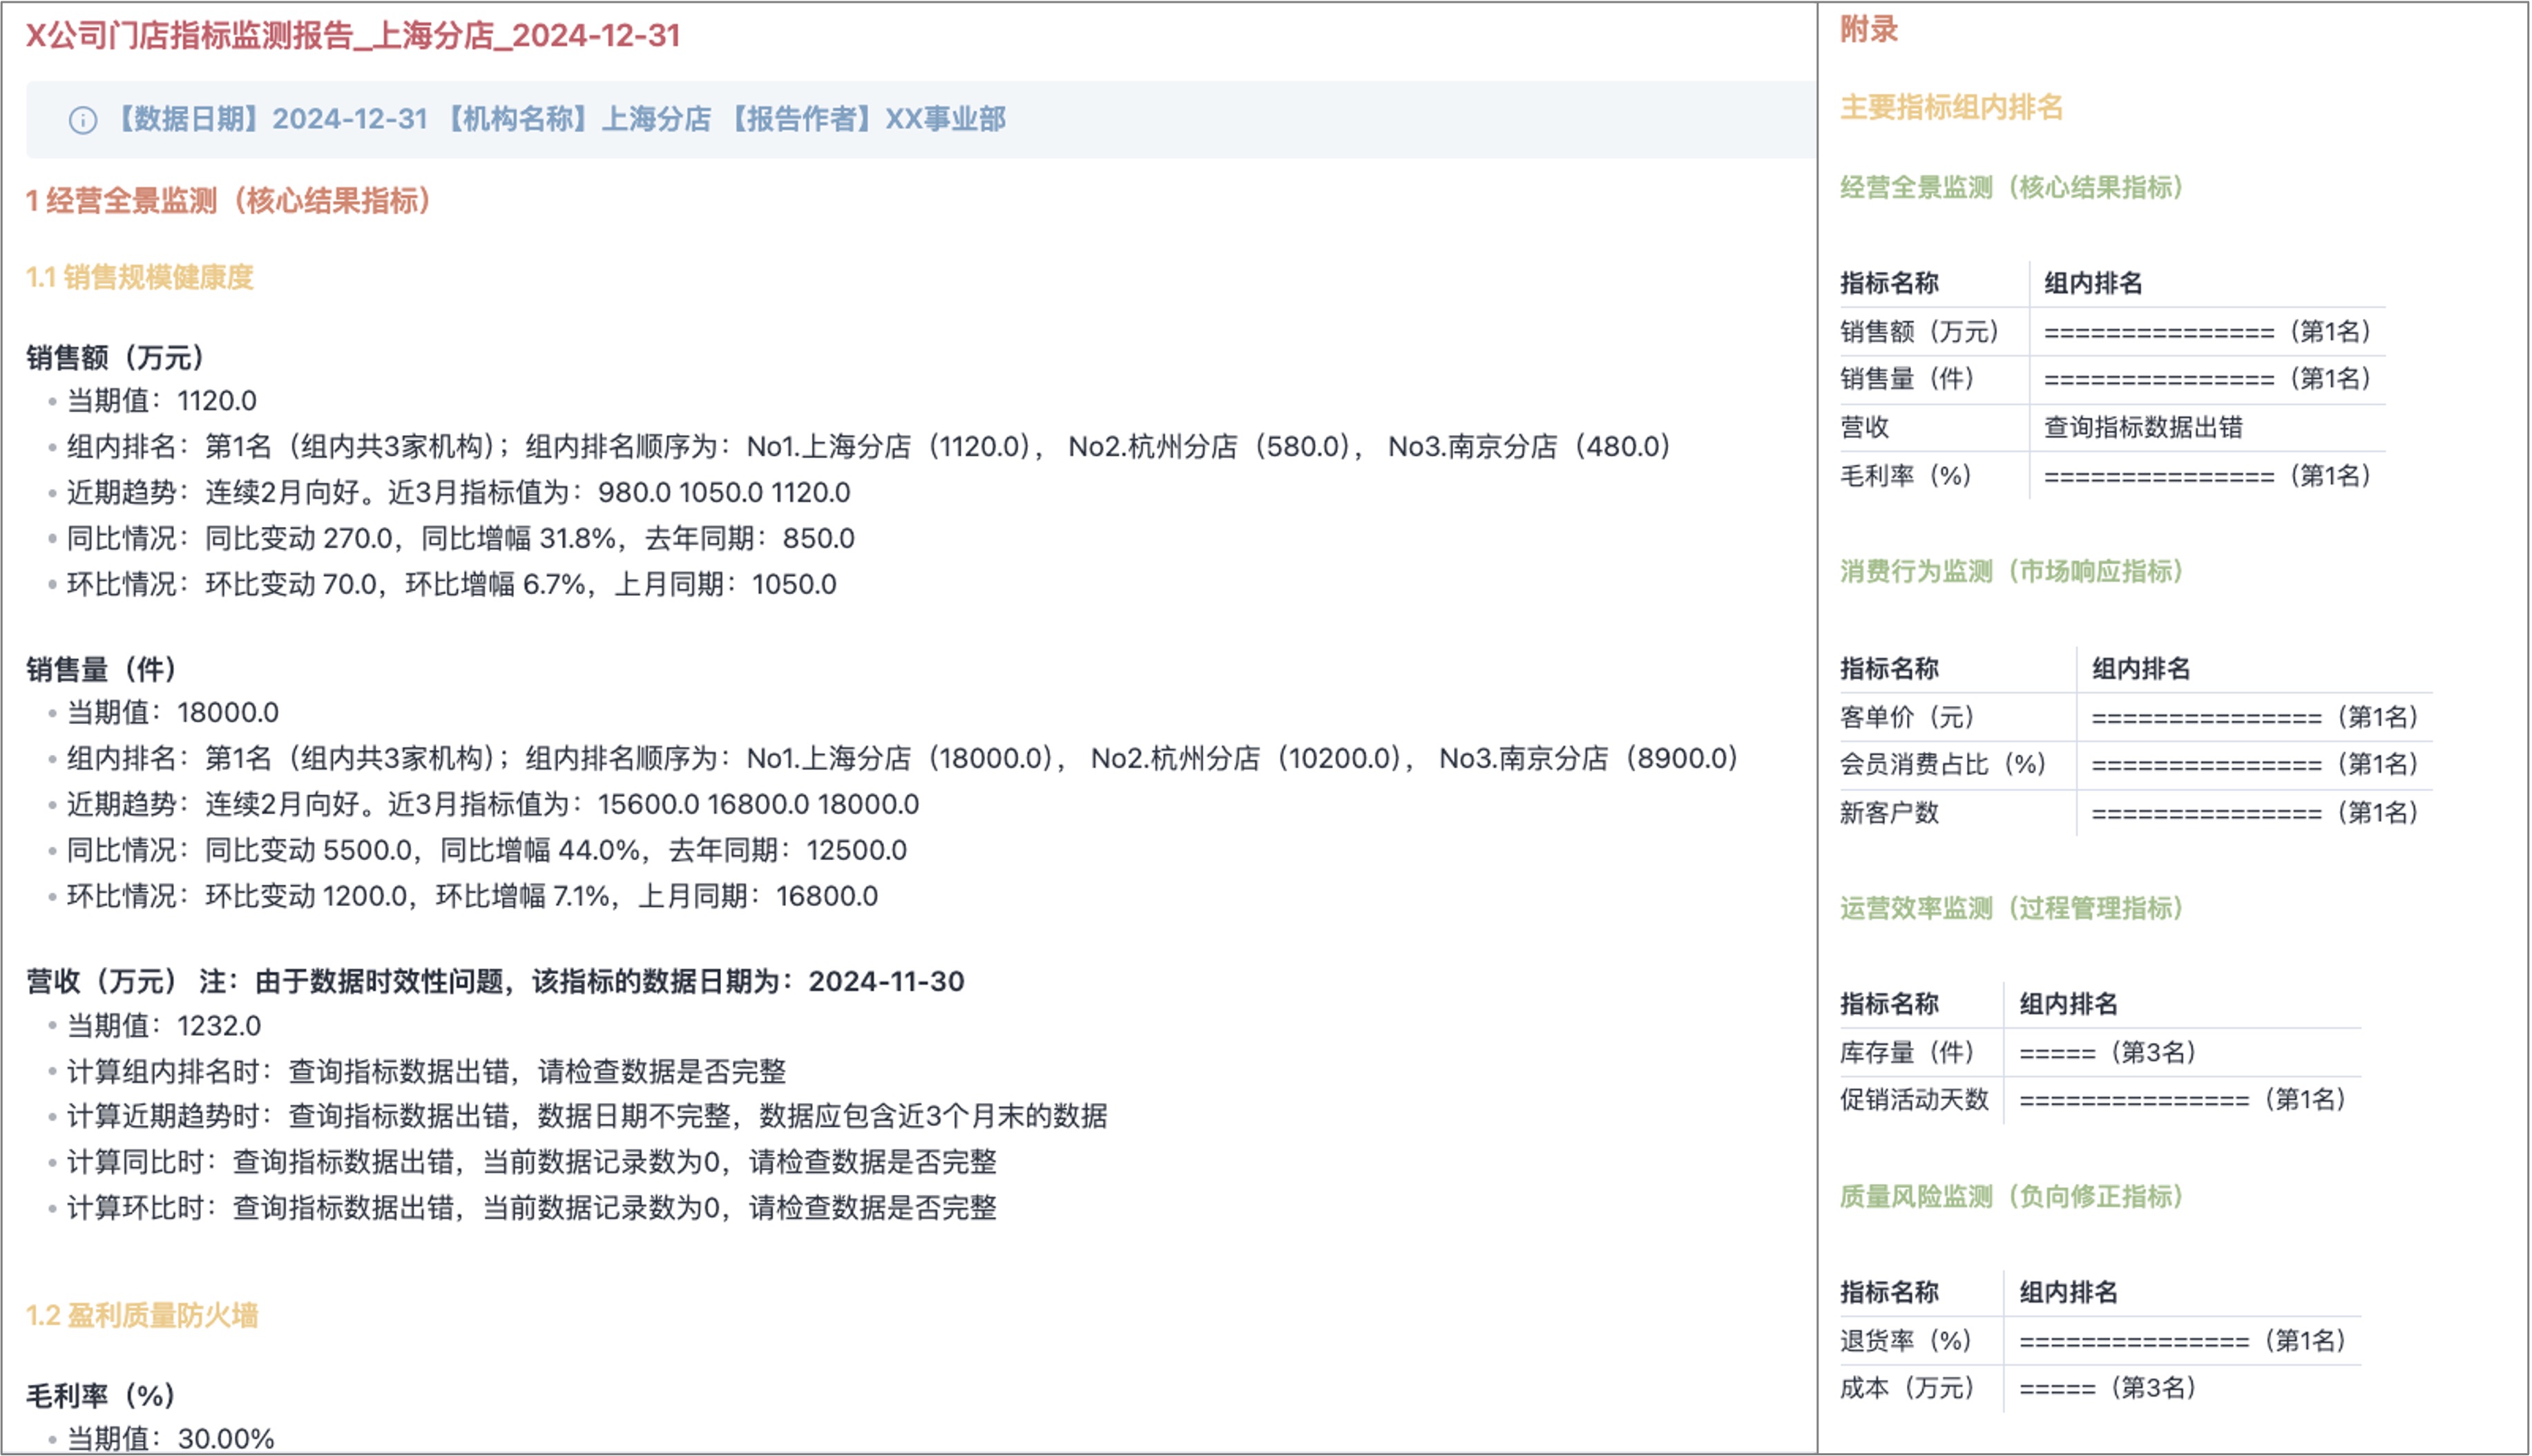 X公司门店指标监测报告_上海分店_2024-12-31
【数据日期】2024-12-31 【机构名称】上海分店 【报告作者】XX事业部
1 经营全景监测（核心结果指标）
1.1 销售规模健康度
销售额（万元）
当期值：1120.0
组内排名：第1名（组内共3家机构）；组内排名顺序为：No1.上海分店（1120.0）， No2.杭州分店（580.0）， No3.南京分店（480.0）
近期趋势：连续2月向好。近3月指标值为：980.0 1050.0 1120.0
同比情况：同比变动 270.0，同比增幅 31.8%，去年同期：850.0
环比情况：环比变动 70.0，环比增幅 6.7%，上月同期：1050.0
销售量（件）
当期值：18000.0
组内排名：第1名（组内共3家机构）；组内排名顺序为：No1.上海分店（18000.0）， No2.杭州分店（10200.0）， No3.南京分店（8900.0）
近期趋势：连续2月向好。近3月指标值为：15600.0 16800.0 18000.0
同比情况：同比变动 5500.0，同比增幅 44.0%，去年同期：12500.0
环比情况：环比变动 1200.0，环比增幅 7.1%，上月同期：16800.0
营收（万元） 注：由于数据时效性问题，该指标的数据日期为：2024-11-30
当期值：1232.0
计算组内排名时：查询指标数据出错，请检查数据是否完整
计算近期趋势时：查询指标数据出错，数据日期不完整，数据应包含近3个月末的数据
计算同比时：查询指标数据出错，当前数据记录数为0，请检查数据是否完整
计算环比时：查询指标数据出错，当前数据记录数为0，请检查数据是否完整
1.2 盈利质量防火墙
毛利率（%）
当期值：30.00%
附录
主要指标组内排名
经营全景监测（核心结果指标）
指标名称 组内排名
销售额（万元） =============== （第1名）
销售量（件） =============== （第1名）
营收 查询指标数据出错
毛利率（%） =============== （第1名）
消费行为监测（市场响应指标）
指标名称 组内排名
客单价（元） =============== （第1名）
会员消费占比（%） =============== （第1名）
新客户数 =============== （第1名）
运营效率监测（过程管理指标）
指标名称 组内排名
库存量（件） ===== （第3名）
促销活动天数 =============== （第1名）
质量风险监测（负向修正指标）
指标名称 组内排名
退货率（%） =============== （第1名）
成本（万元） ===== （第3名）